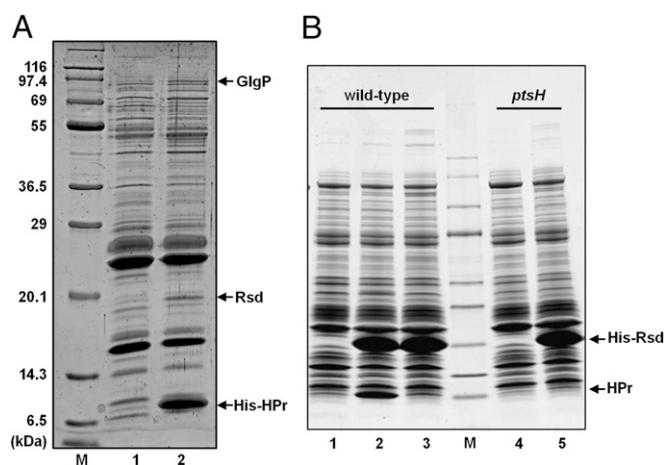 A
116
97.4
69
55
36.5
29
20.1
14.3
6.5
(kDa)
GlgP
Rsd
His-HPr
M 1 2
B
wild-type ptsH
His-Rsd
HPr
1 2 3 M 4 5